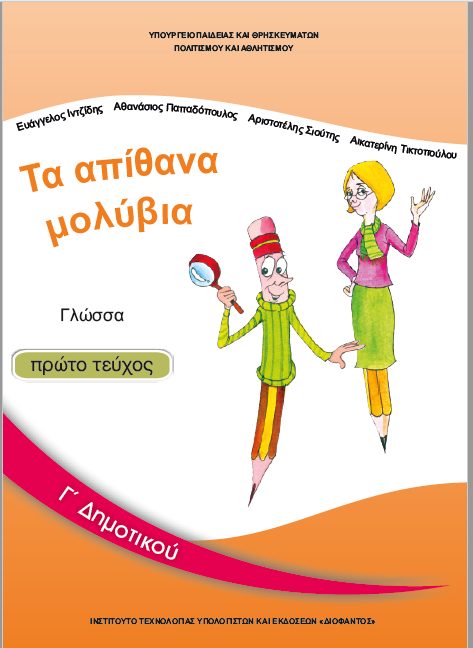 ΥΠΟΥΡΓΕΙΟ ΠΑΙΔΕΙΑΣ ΚΑΙ ΘΡΗΣΚΕΥΜΑΤΩΝ
ΠΟΛΙΤΙΣΜΟΥ ΚΑΙ ΑΘΛΗΤΙΣΜΟΥ
Ευάγγελος Ιντζίδης Αθανάσιος Παπαδόπουλος Αριστοτέλης Σιούτης Αικατερίνη Τικτοπούλου
Τα απίθανα
μολύβια
Γλώσσα
πρώτο τεύχος
Γ΄ Δημοτικού
ΙΝΣΤΙΤΟΥΤΟ ΤΕΧΝΟΛΟΓΙΑΣ ΥΠΟΛΟΓΙΣΤΩΝ ΚΑΙ ΕΚΔΟΣΕΩΝ «ΔΙΟΦΑΝΤΟΣ»